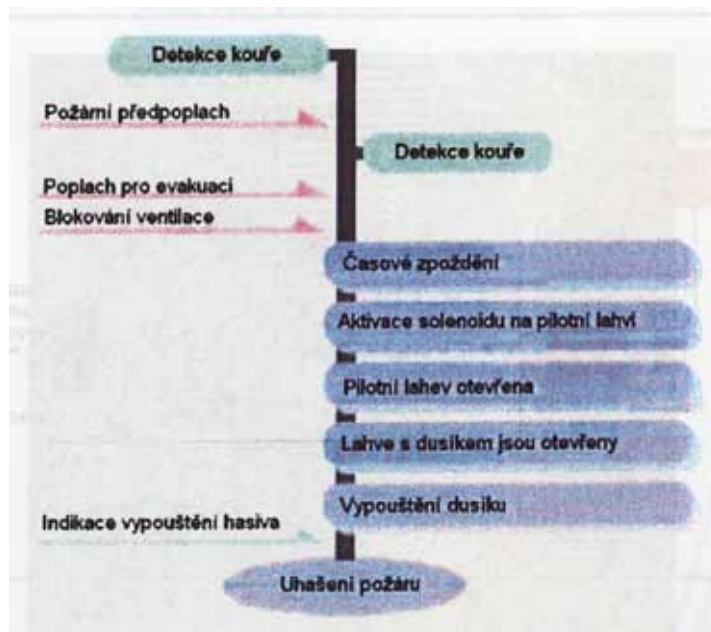 Detekce kouře
Požární předpoplach
Detekce kouře
Poplach pro evakuaci
Blokování ventilace
Časové zpoždění
Aktivace solenoidu na pilotní lahvi
Pilotní lahev otevřena
Lahve s dusíkem jsou otevřeny
Vypouštění dusíku
Indikace vypouštění hasiva
Uhašení požáru